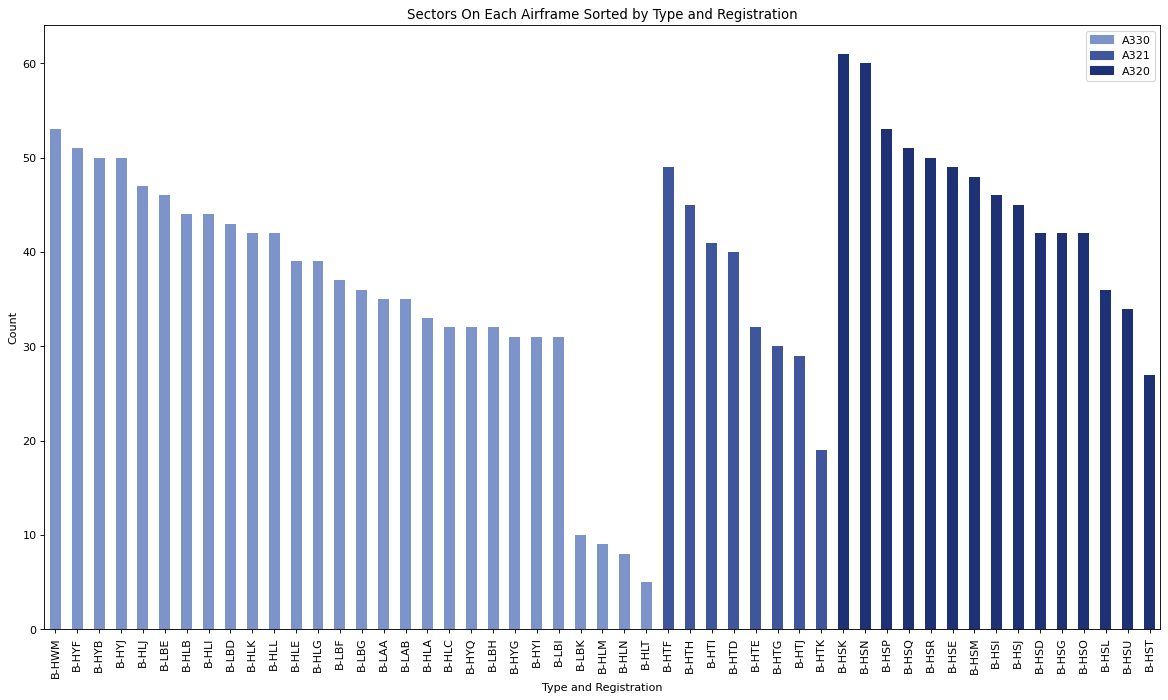 Sectors On Each Airframe Sorted by Type and Registration
A330
A321
A320
Count
60
50
40
30
20
10
0
B-HWM
B-HYF
B-HYB
B-HYJ
B-HLJ
B-LBE
B-HLB
B-HLI
B-LBD
B-HLK
B-HLL
B-HLE
B-HLG
B-LBF
B-LBG
B-LAA
B-LAB
B-HLA
B-HLC
B-HYQ
B-LBH
B-HYG
B-HYI
B-LBI
B-LBK
B-HLM
B-HLN
B-HLT
B-HTF
B-HTH
B-HTI
B-HTD
B-HTE
B-HTG
B-HTJ
B-HTK
B-HSK
B-HSN
B-HSP
B-HSQ
B-HSR
B-HSE
B-HSM
B-HSI
B-HSJ
B-HSD
B-HSG
B-HSO
B-HSL
B-HSU
B-HST
Type and Registration